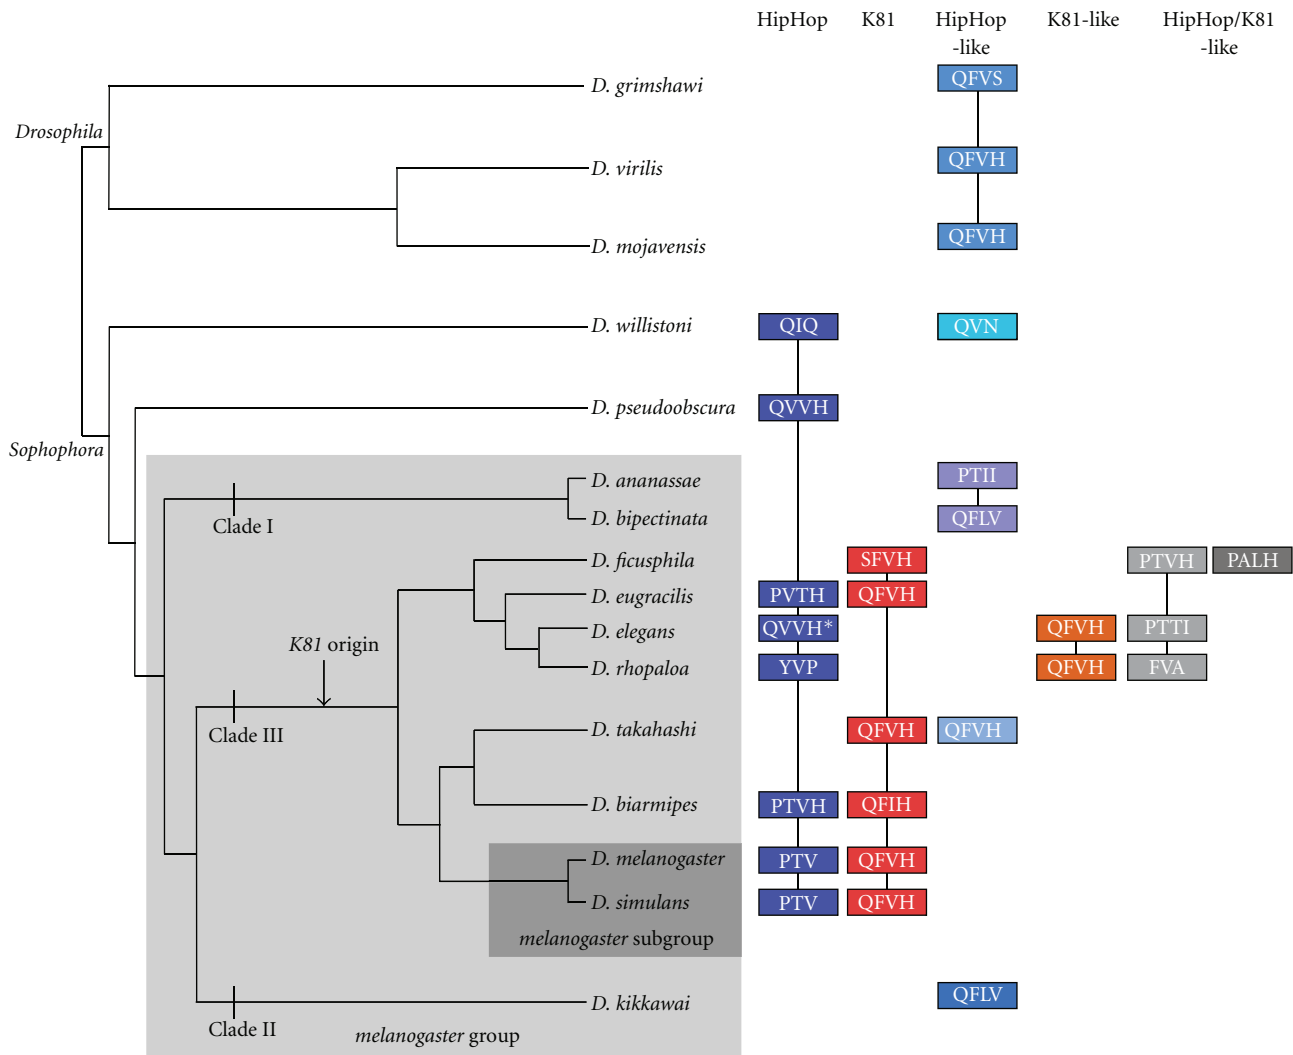 HipHop K81 HipHop -like K81-like HipHop/K81 -like
D. grimshawi QFVS
Drosophila
D. virilis QFVH
D. mojavensis QFVH
D. willistoni QIQ QVN
D. pseudoobscura QVVH
Sophophora
D. ananassae PTII
Clade I
D. bipectinata QFLV
D. ficusphila SFVH PTVH PALH
D. eugracilis PVTH QFVH
D. elegans QVVH* QFVH PTTI
K81 origin
D. rhopaloa YVP QFVH FVA
Clade III
D. takahashi QFVH QFVH
D. biarmipes PTVH QFIH
D. melanogaster PTV QFVH
D. simulans PTV QFVH
melanogaster subgroup
D. kikkawai QFLV
Clade II
melanogaster group